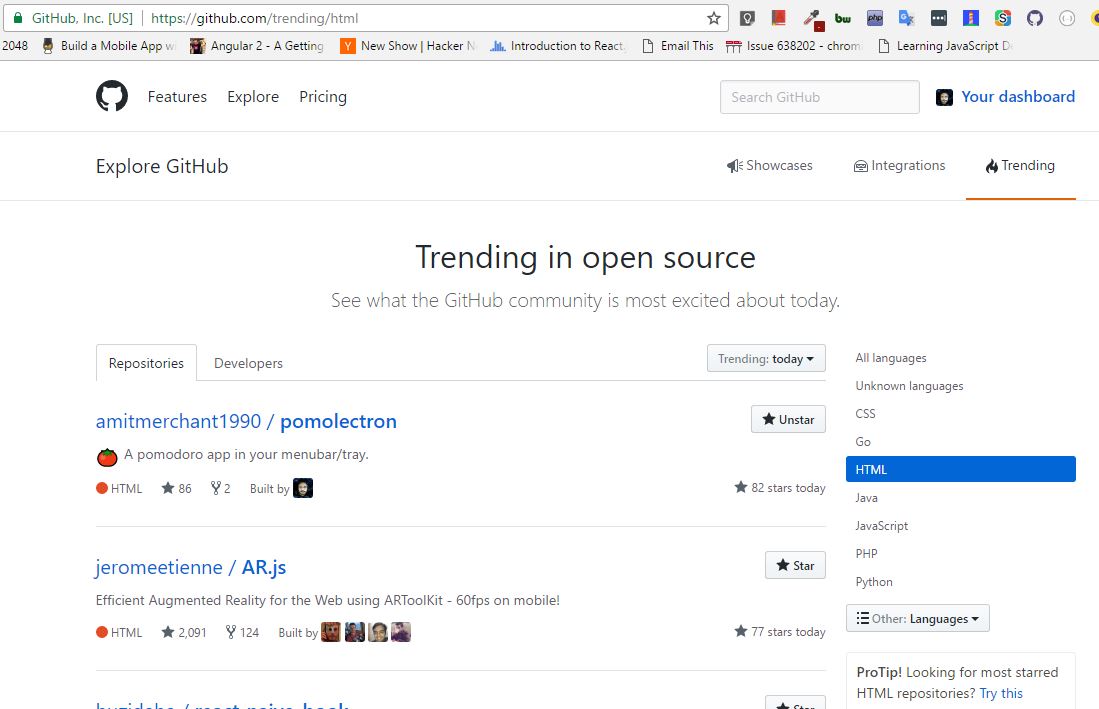 GitHub, Inc. [US] https://github.com/trending/html
2048 Build a Mobile App Angular 2 - A Getting New Show | Hacker N Introduction to React. Email This Issue 638202 - chrom Learning JavaScript D
bw php
Features Explore Pricing Search GitHub Your dashboard
Explore GitHub Showcases Integrations Trending
Trending in open source
See what the GitHub community is most excited about today.
Repositories Developers Trending: today
amitmerchant1990 / pomolectron Unstar
A pomodoro app in your menubar/tray.
HTML 86 2 Built by 82 stars today
jeromeetienne / AR.js Star
Efficient Augmented Reality for the Web using ARToolKit - 60fps on mobile!
HTML 2,091 124 Built by 77 stars today
All languages
Unknown languages
CSS
Go
HTML
Java
JavaScript
PHP
Python
Other: Languages
ProTip! Looking for most starred
HTML repositories? Try this